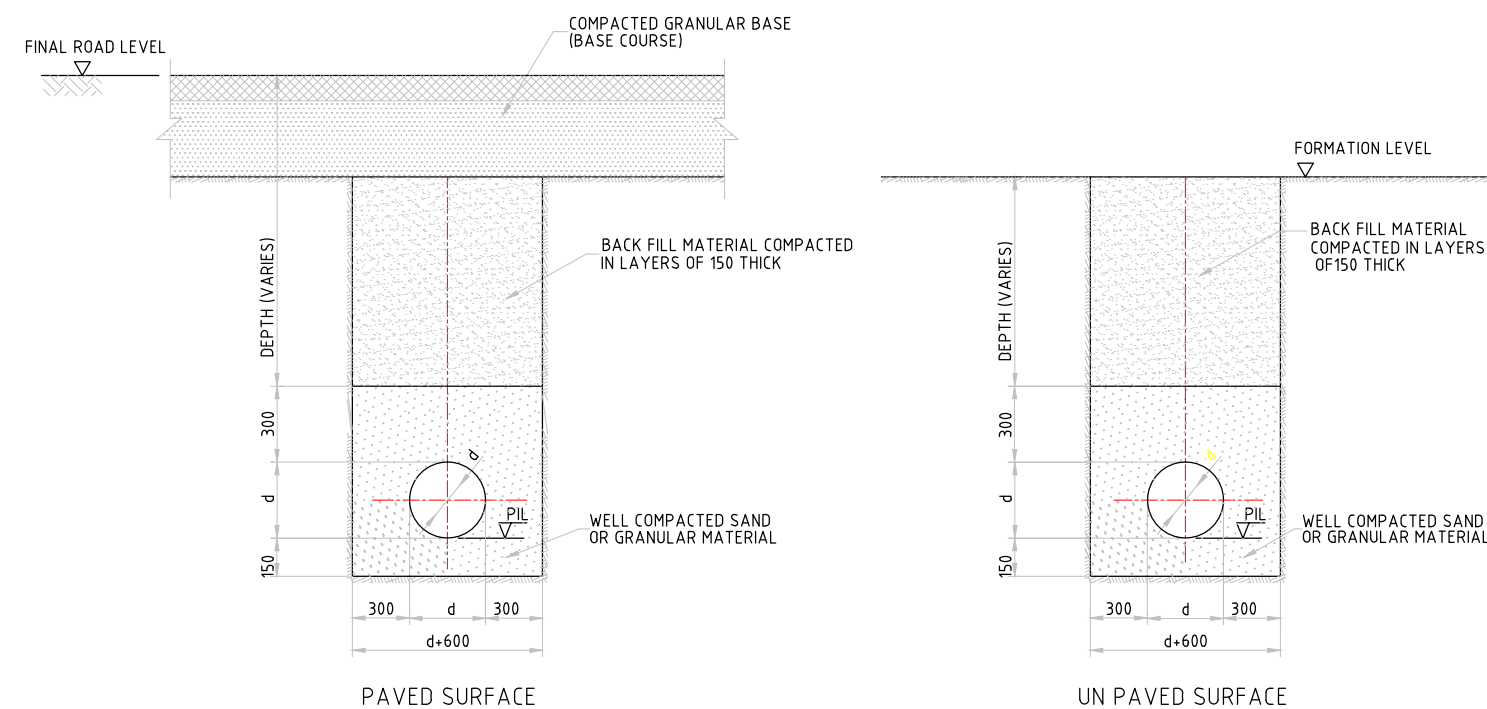 COMPACTED GRANULAR BASE
(BASE COURSE)
FINAL ROAD LEVEL
BACK FILL MATERIAL COMPACTED
IN LAYERS OF 150 THICK
DEPTH (VARIES)
300
d
d
PIL
WELL COMPACTED SAND
OR GRANULAR MATERIAL
150
300
d
300
d+600
PAVED SURFACE
FORMATION LEVEL
BACK FILL MATERIAL
COMPACTED IN LAYERS
OF150 THICK
DEPTH (VARIES)
300
d
d
PIL
WELL COMPACTED SAND
OR GRANULAR MATERIAL
150
300
d
300
d+600
UN PAVED SURFACE